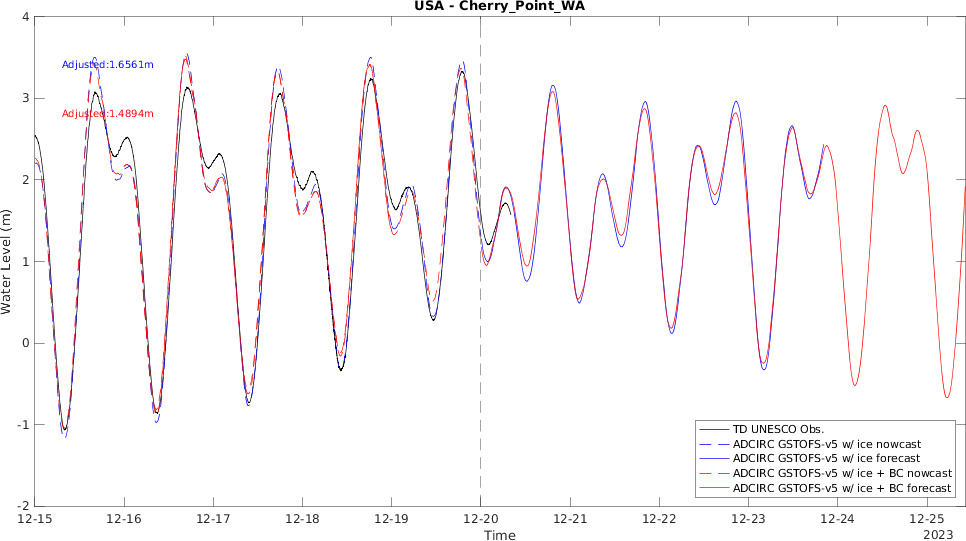 USA - Cherry_Point_WA
4
3
2
1
0
-1
-2
Water Level (m)
Adjusted:1.6561m
Adjusted:1.4894m
TD UNESCO Obs.
ADCIRC GSTOFS-v5 w/ ice nowcast
ADCIRC GSTOFS-v5 w/ ice forecast
ADCIRC GSTOFS-v5 w/ ice + BC nowcast
ADCIRC GSTOFS-v5 w/ ice + BC forecast
12-15 12-16 12-17 12-18 12-19 12-20 12-21 12-22 12-23 12-24 12-25
Time
2023